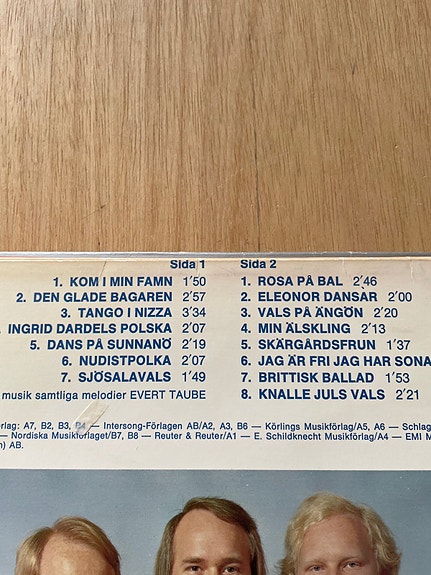 Sida 1
1. KOM I MIN FAMN 1'50
2. DEN GLADE BAGAREN 2'57
3. TANGO I NIZZA 3'34
INGRID DARDELS POLSKA 2'07
5. DANS PÅ SUNNANÖ 2'19
6. NUDISTPOLKA 2'07
7. SJÖSALAVALS 1'49
musik samtliga melodier EVERT TAUBE
Sida 2
1. ROSA PÅ BAL 2'46
2. ELEONOR DANSAR 2'00
3. VALS PÅ ÄNGÖN 2'20
4. MIN ÄLSKLING 2'13
5. SKÄRGÅRDSFRUN 1'37
6. JAG ÄR FRI JAG HAR SONA
7. BRITTISK BALLAD 1'53
8. KNALLE JULS VALS 2'21
erlag: A7, B2, B3, B4 — Intersong-Förlagen AB/A2, A3, B6 — Körlings Musikförlag/A5, A6 — Schlag
— Nordiska Musikförlaget/B7, B8 — Reuter & Reuter/A1 — E. Schildknecht Musikförlag/A4 — EMI M
) AB.